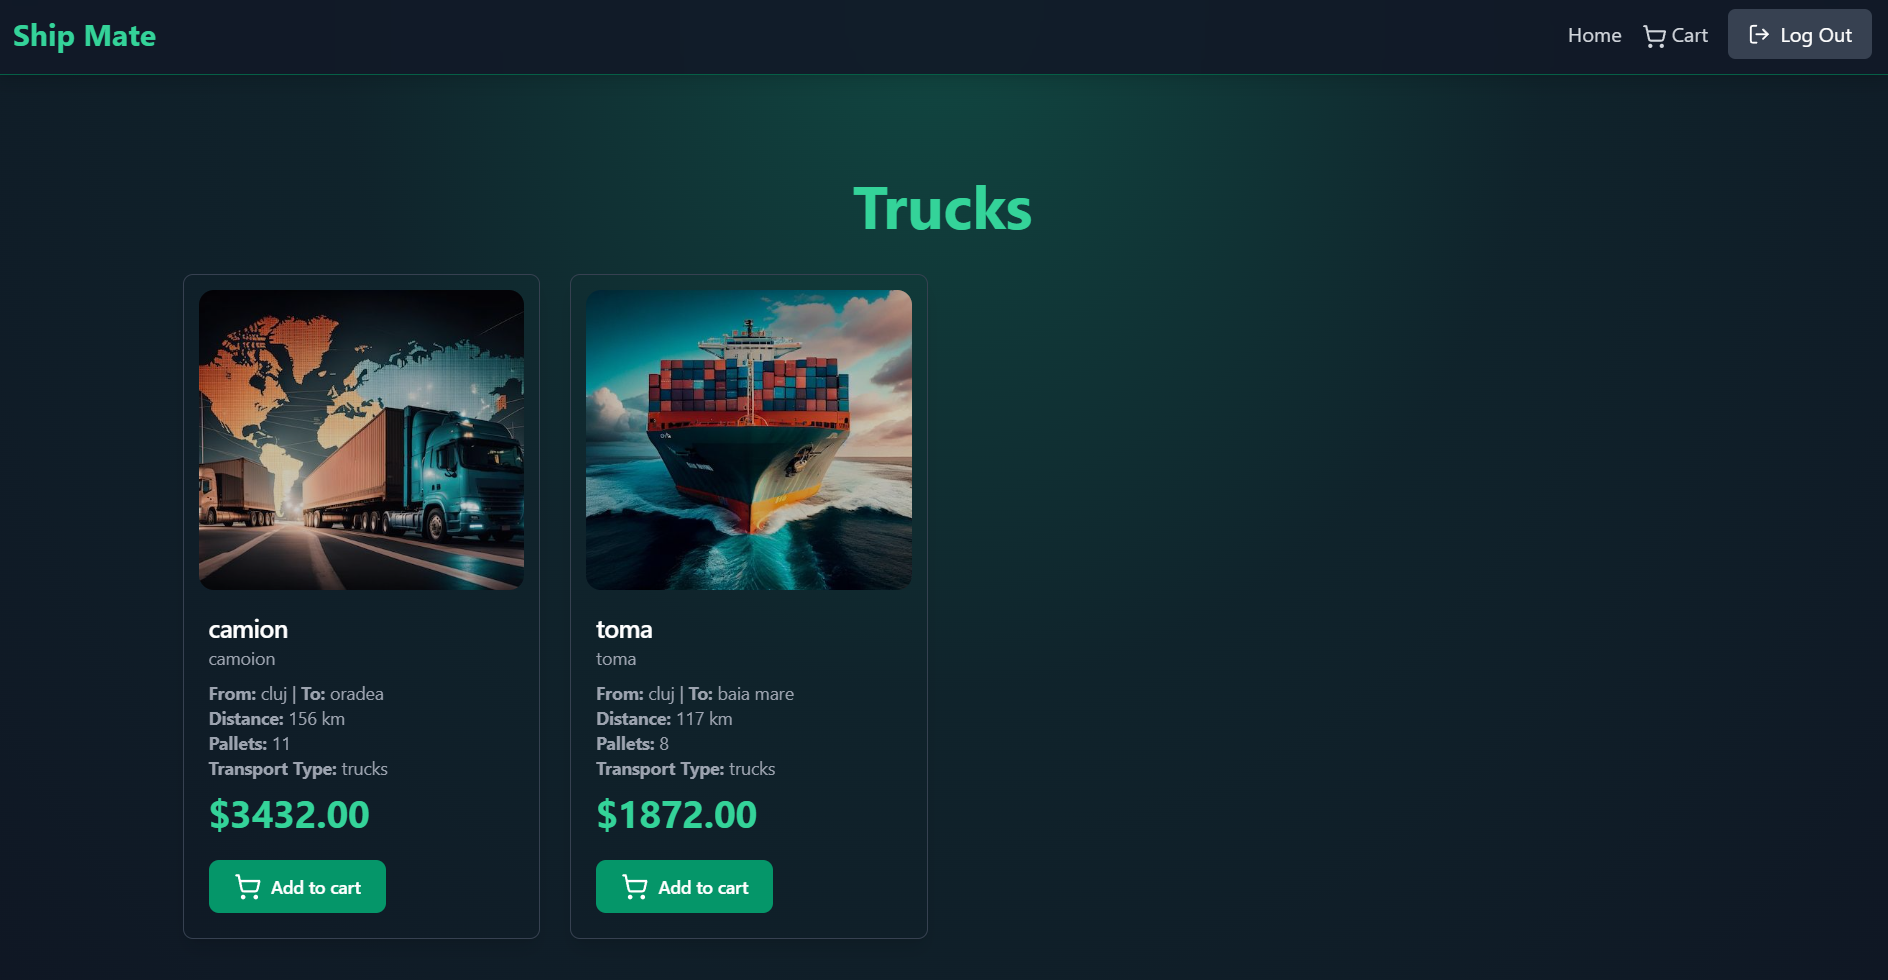 Ship Mate
Home
Cart
Log Out
Trucks
camion
camoion
From: cluj | To: oradea
Distance: 156 km
Pallets: 11
Transport Type: trucks
$3432.00
Add to cart
toma
toma
From: cluj | To: baia mare
Distance: 117 km
Pallets: 8
Transport Type: trucks
$1872.00
Add to cart